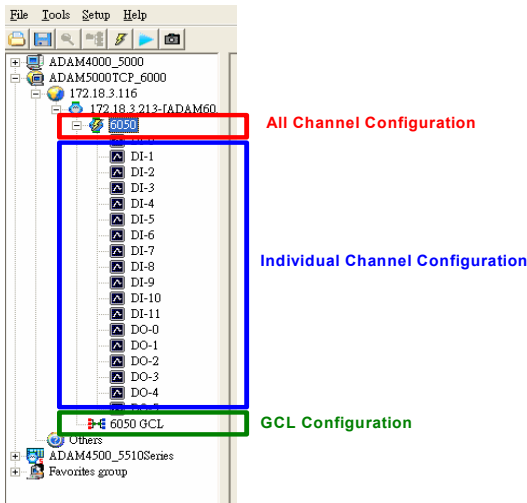 File Tools Setup Help
ADAM4000_5000
ADAM5000TCP_6000
172.18.3.116
172.18.3.213-[ADAM60
6050
All Channel Configuration
DI-1
DI-2
DI-3
DI-4
DI-5
DI-6
DI-7
DI-8
DI-9
DI-10
DI-11
DO-0
DO-1
DO-2
DO-3
DO-4
Individual Channel Configuration
6050 GCL
GCL Configuration
Others
ADAM4500_5510Series
Favorites group